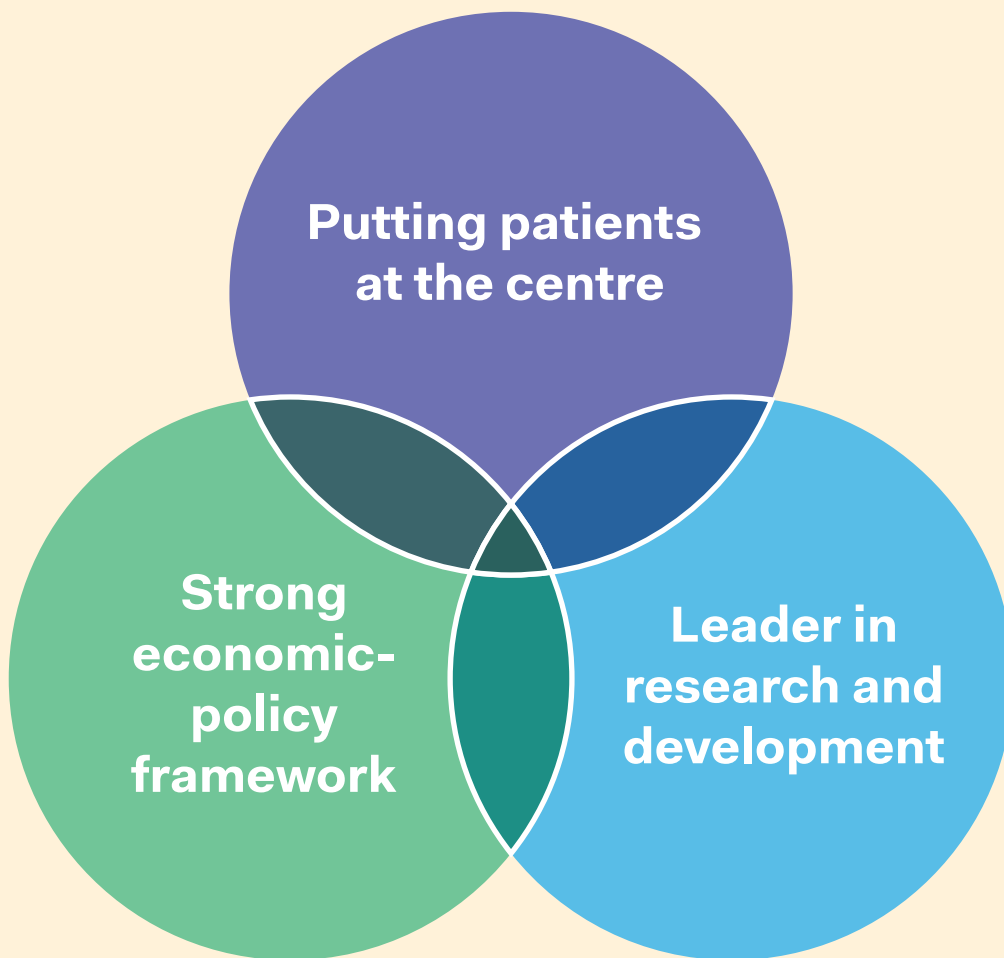 Putting patients
at the centre
Strong
economic-
policy
framework
Leader in
research and
development